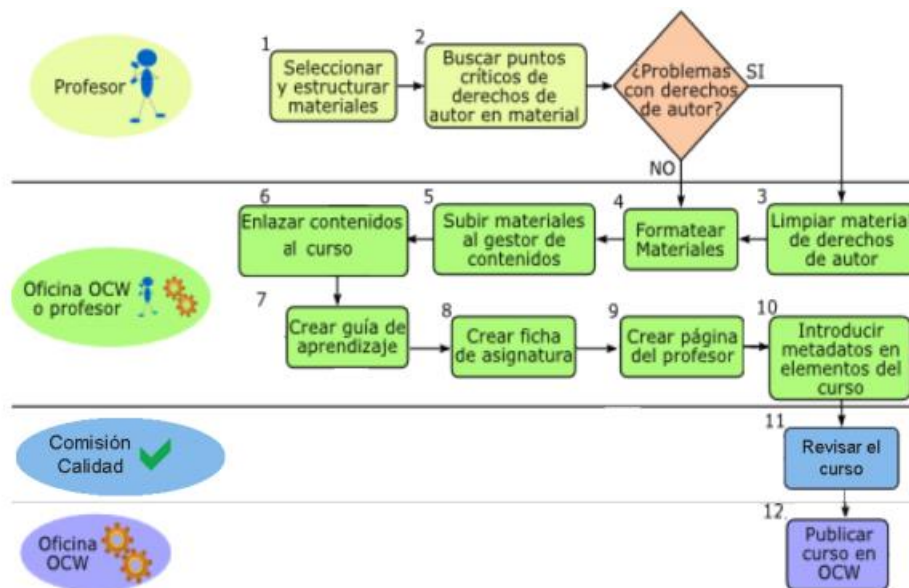 Profesor
1
Seleccionar
y estructurar
materiales
2
Buscar puntos
críticos de
derechos de
autor en material
¿Problemas
con derechos
de autor?
SI
NO
Oficina OCW
o profesor
3
Limpiar material
de derechos
de autor
4
Formatear
Materiales
5
Subir materiales
al gestor de
contenidos
6
Enlazar contenidos
al curso
7
Crear guía de
aprendizaje
8
Crear ficha
de asignatura
9
Crear página
del profesor
10
Introducir
metadatos en
elementos del
curso
Comisión
Calidad
11
Revisar el
curso
Oficina
OCW
12
Publicar
curso en
OCW